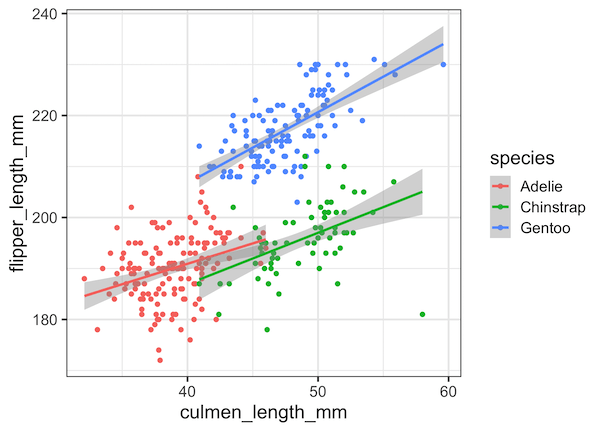 240
220
200
180
flipper_length_mm
40
50
60
culmen_length_mm
species
Adelie
Chinstrap
Gentoo